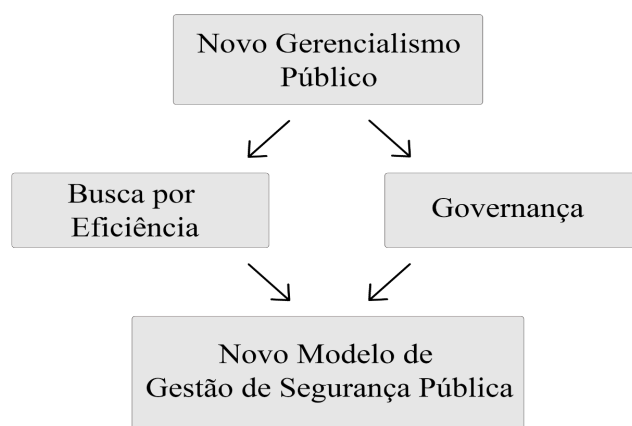 Novo Gerencialismo
Público
Busca por
Eficiência
Governança
Novo Modelo de
Gestão de Segurança Pública